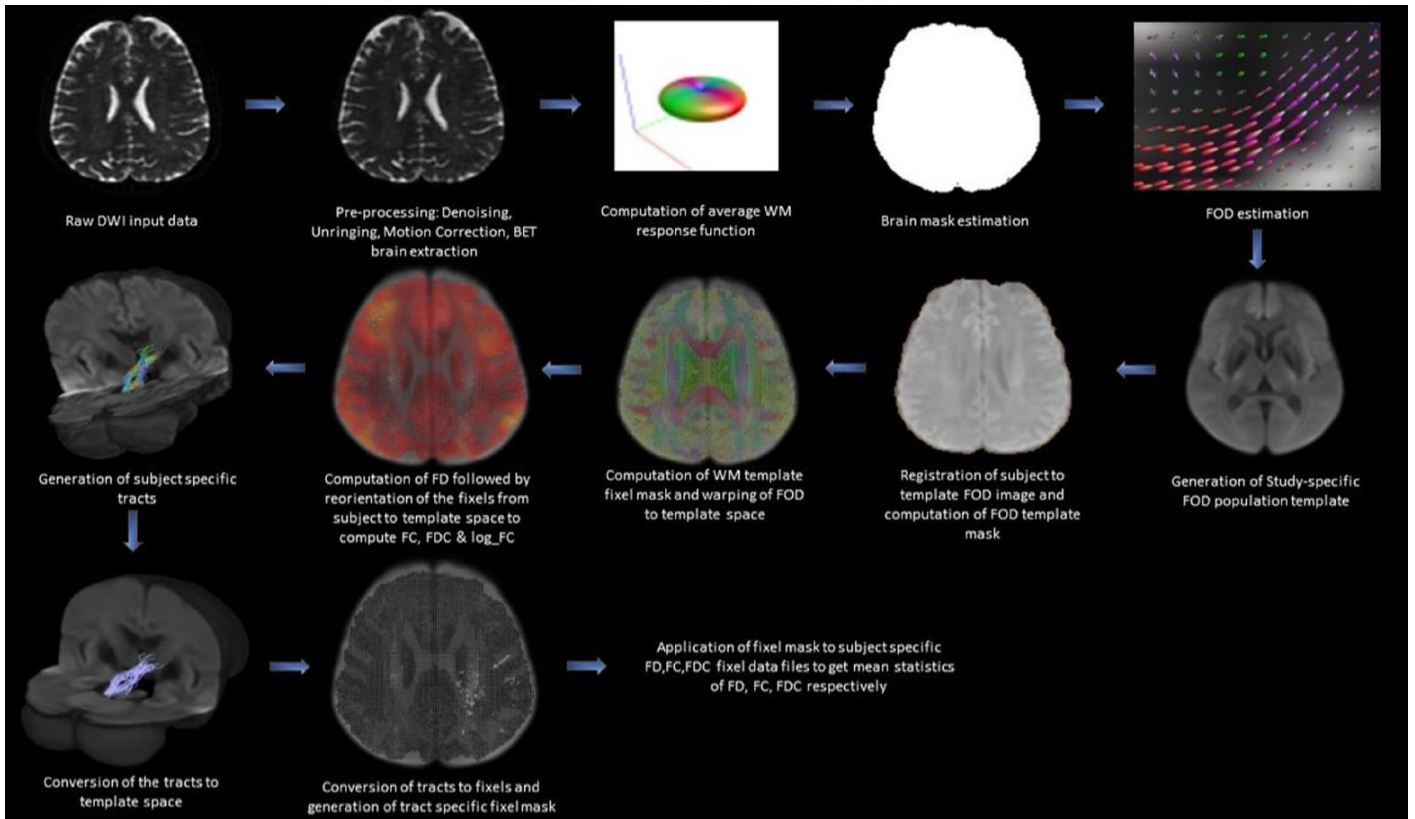 Raw DWI input data
Pre-processing: Denoising,
Unringing, Motion Correction, BET
brain extraction
Computation of average WM
response function
Brain mask estimation
FOD estimation
Generation of Study-specific
FOD population template
Registration of subject to
template FOD image and
computation of FOD template
mask
Computation of WM template
fixel mask and warping of FOD
to template space
Computation of FD followed by
reorientation of the fixels from
subject to template space to
compute FC, FDC & log_FC
Generation of subject specific
tracts
Conversion of the tracts to
template space
Conversion of tracts to fixels and
generation of tract specific fixel mask
Application of fixel mask to subject specific
FD,FC,FDC fixel data files to get mean statistics
of FD, FC, FDC respectively